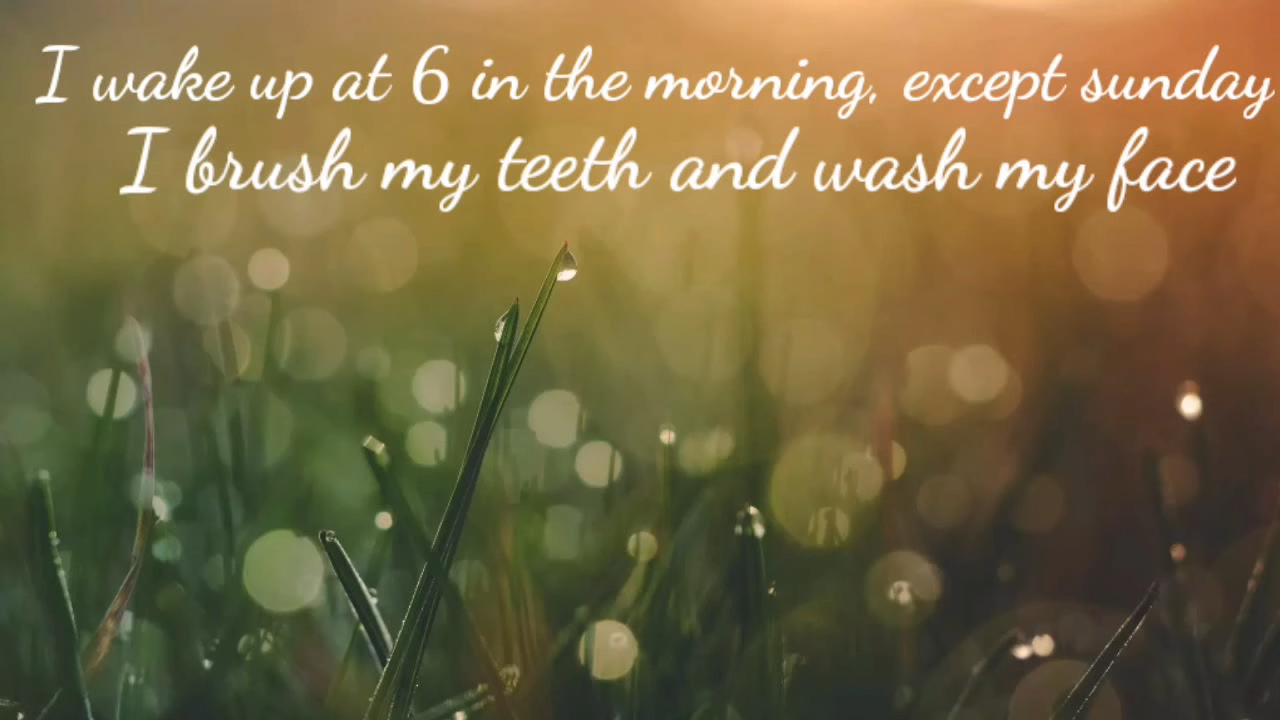 I wake up at 6 in the morning, except sunday
I brush my teeth and wash my face